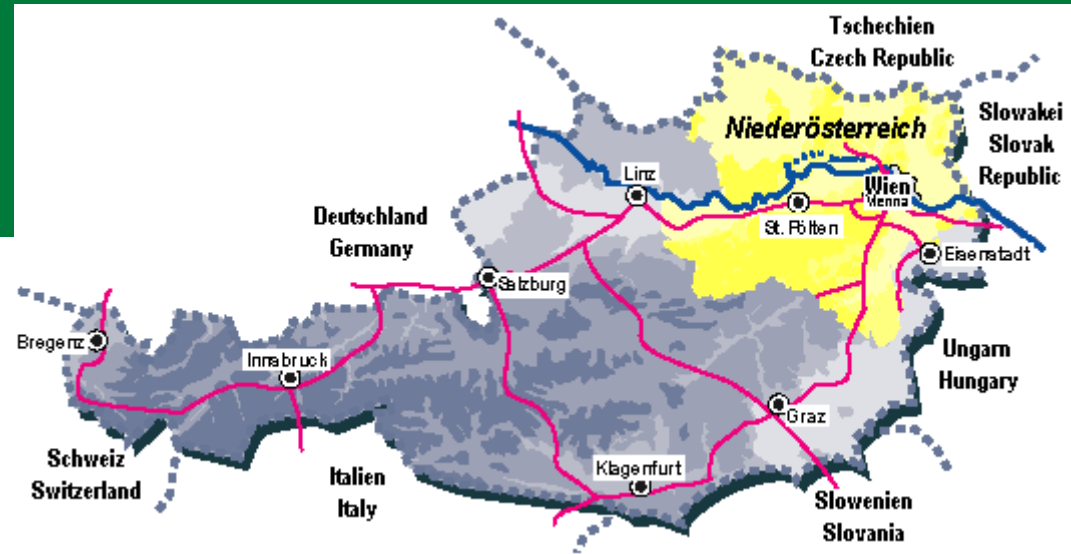 Tschechien
Czech Republic
Slowakei
Slovak
Republic
Niederösterreich
Linz
Wien
Vienna
St. Pölten
Deutschland
Germany
Eisenstadt
Salzburg
Bregenz
Innsbruck
Ungarn
Hungary
Graz
Schweiz
Switzerland
Italien
Italy
Klagenfurt
Slowenien
Slovania